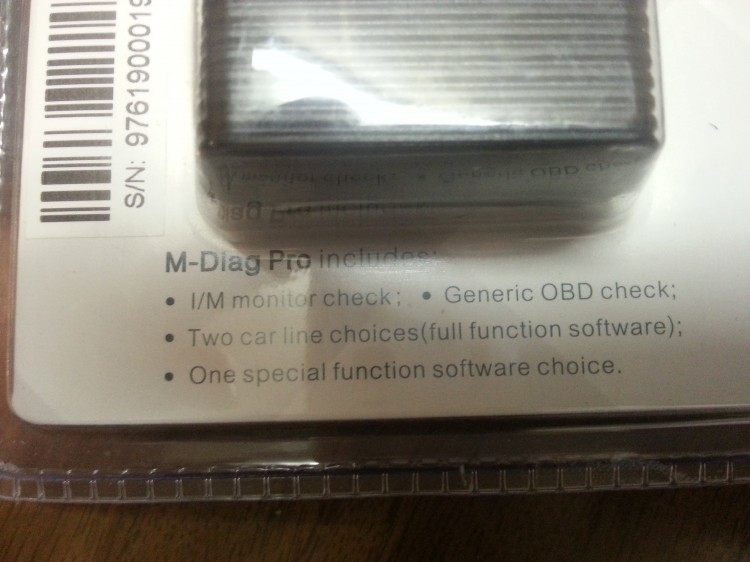 S/N: 976190001
M-Diag Pro includes:
• I/M monitor check; • Generic OBD check;
• Two car line choices(full function software);
• One special function software choice.